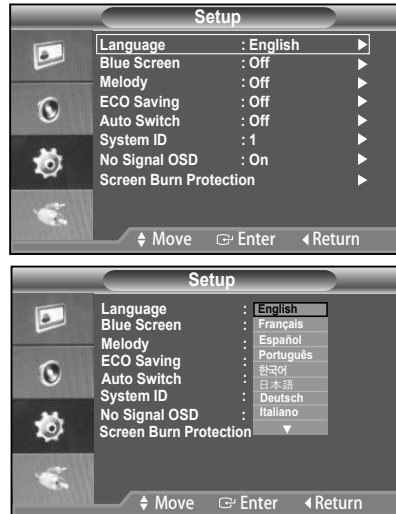 Setup
Language : English ▶
Blue Screen : Off ▶
Melody : Off ▶
ECO Saving : Off ▶
Auto Switch : Off ▶
System ID : 1 ▶
No Signal OSD : On ▶
Screen Burn Protection ▶
Move Enter Return
Setup
Language : English
Blue Screen : Français
Melody : Español
ECO Saving : Português
한국어
Auto Switch : 日本語
System ID : Deutsch
No Signal OSD : Italiano
Screen Burn Protection ▼
Move Enter Return